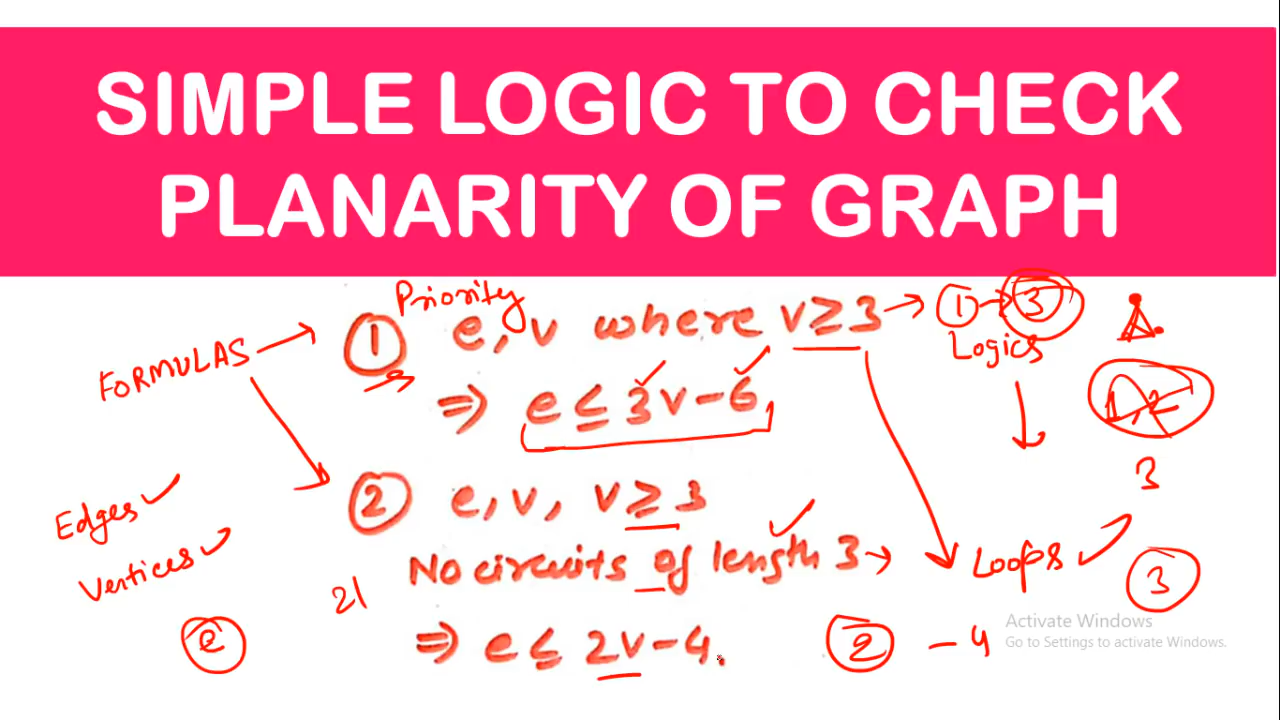 SIMPLE LOGIC TO CHECK
PLANARITY OF GRAPH
Priority
FORMULAS → ① e, v where v ≥ 3 → ① → ③
Logics
⇒ e ≤ 3v - 6
1, 2
3
② e, v, v ≥ 3
Edges ✓
No circuits of length 3 → Loops ✓ ③
Vertices ✓
21
⇒ e ≤ 2v - 4.
e
② - 4
Activate Windows
Go to Settings to activate Windows.